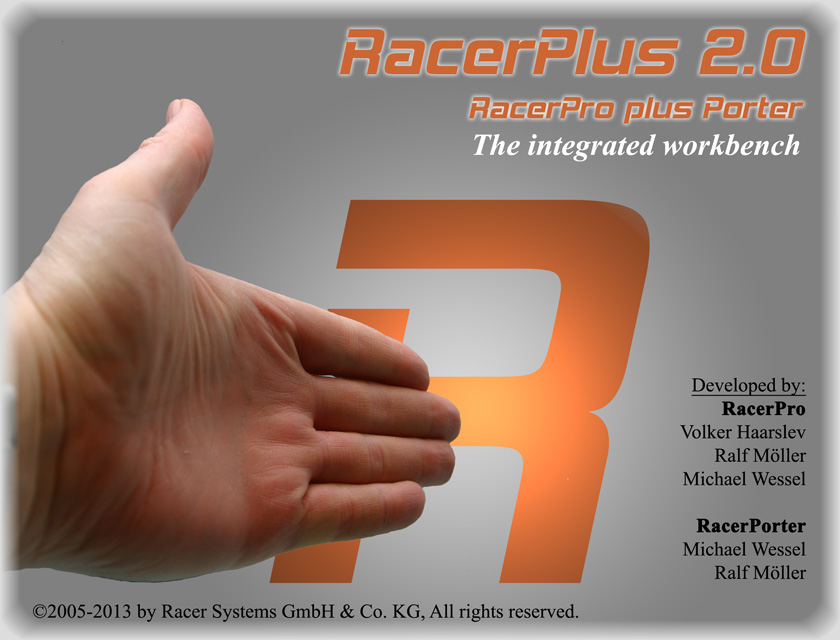 RacerPlus 2.0
RacerPro plus Porter
The integrated workbench
R
Developed by:
RacerPro
Volker Haarslev
Ralf Möller
Michael Wessel
RacerPorter
Michael Wessel
Ralf Möller
©2005-2013 by Racer Systems GmbH & Co. KG, All rights reserved.